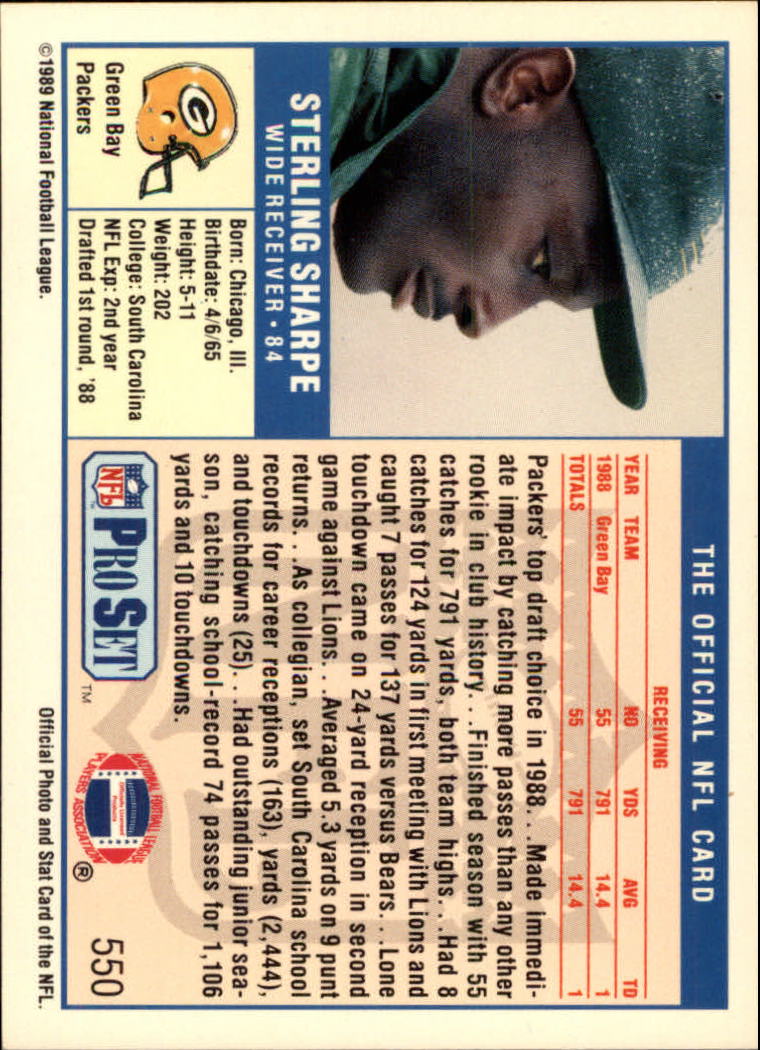 THE OFFICIAL NFL CARD
STERLING SHARPE
WIDE RECEIVER • 84
G
Green Bay
Packers
Born: Chicago, Ill.
Birthdate: 4/6/65
Height: 5-11
Weight: 202
College: South Carolina
NFL Exp: 2nd year
Drafted 1st round, '88
RECEIVING
YEAR TEAM NO YDS AVG TD
1988 Green Bay 55 791 14.4 1
TOTALS 55 791 14.4 1
Packers' top draft choice in 1988. . .Made immedi-
ate impact by catching more passes than any other
rookie in club history. . .Finished season with 55
catches for 791 yards, both team highs. . .Had 8
catches for 124 yards in first meeting with Lions and
caught 7 passes for 137 yards versus Bears. . .Lone
touchdown came on 24-yard reception in second
game against Lions. . .Averaged 5.3 yards on 9 punt
returns. . .As collegian, set South Carolina school
records for career receptions (163), yards (2,444),
and touchdowns (25). . .Had outstanding junior sea-
son, catching school-record 74 passes for 1,106
yards and 10 touchdowns.
NFL PRO SET TM
NATIONAL FOOTBALL LEAGUE
Officially Licensed
Products
PLAYERS ASSOCIATION ®
550
©1989 National Football League.
Official Photo and Stat Card of the NFL.